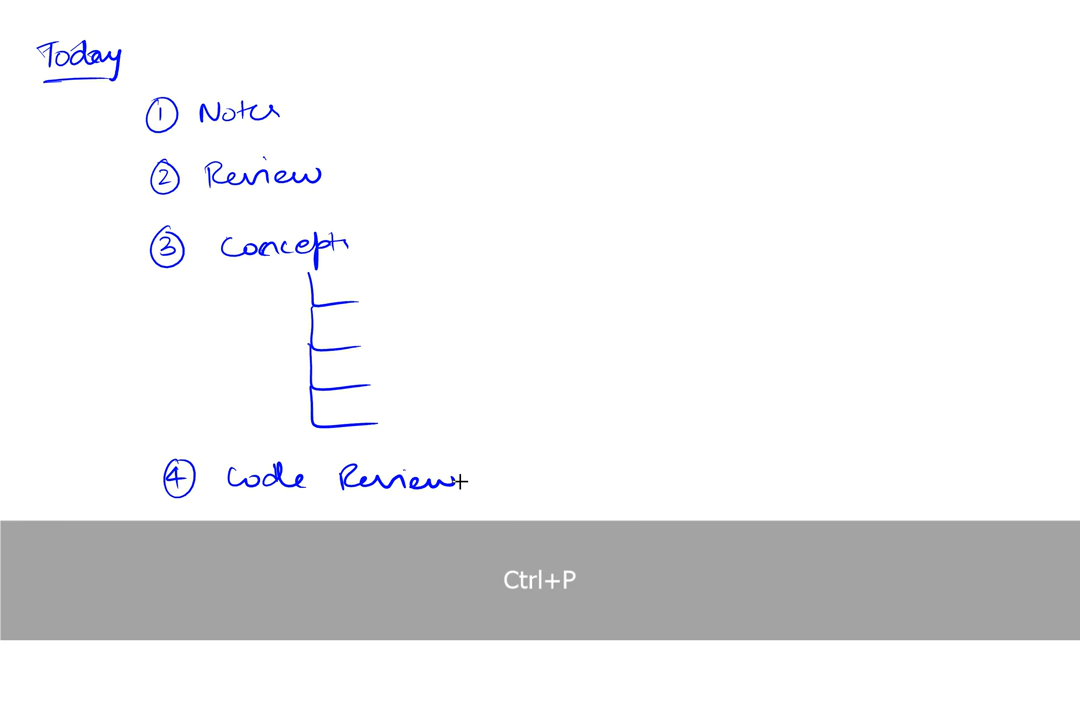 Today
① Notes
② Review
③ Concepts
④ Code Review
Ctrl+P